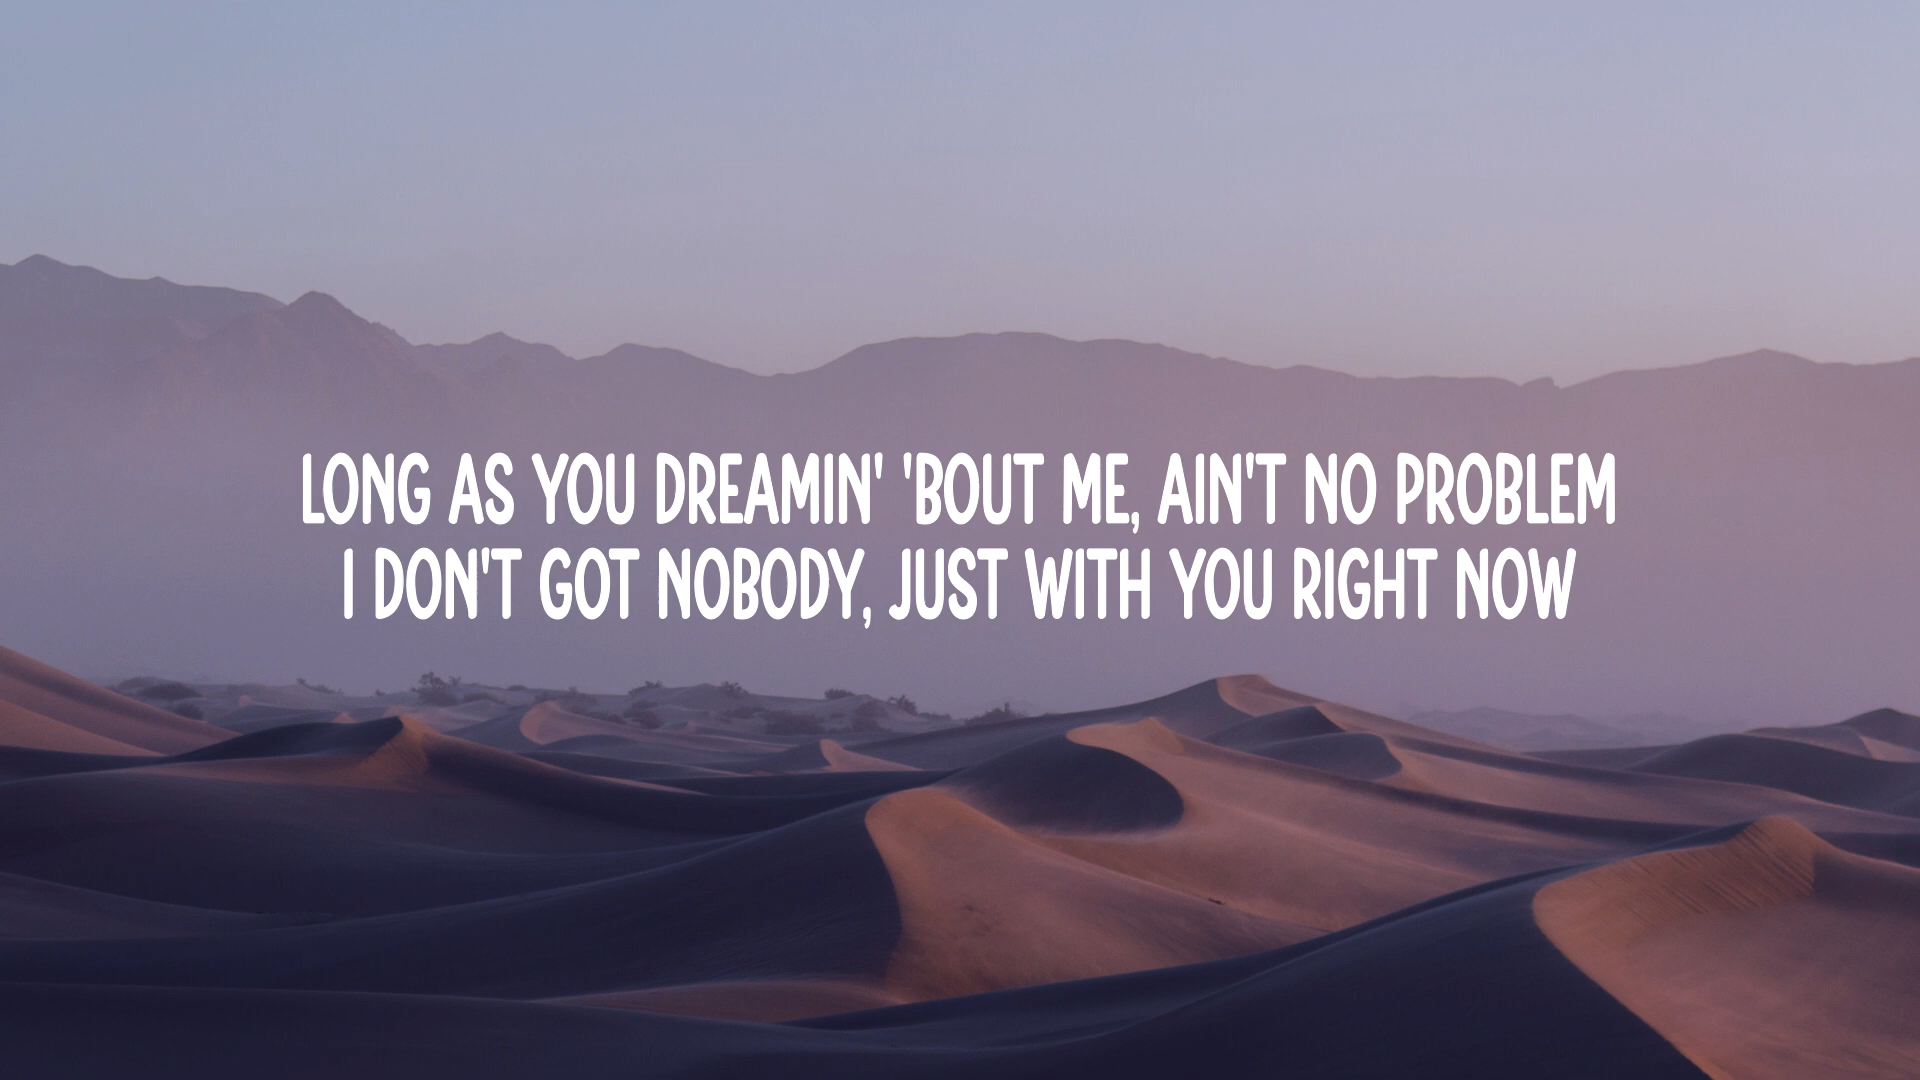 LONG AS YOU DREAMIN' 'BOUT ME, AIN'T NO PROBLEM
I DON'T GOT NOBODY, JUST WITH YOU RIGHT NOW